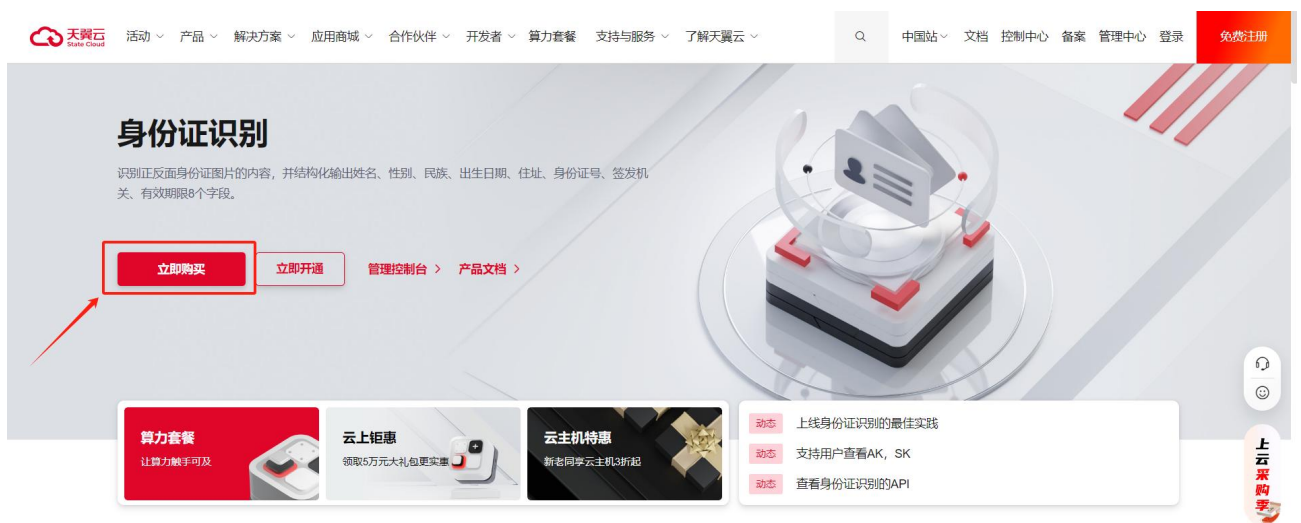 天翼云
State Cloud
活动 产品 解决方案 应用商城 合作伙伴 开发者 算力套餐 支持与服务 了解天翼云 中国站 文档 控制中心 备案 管理中心 登录 免费注册
身份证识别
识别正反面身份证图片的内容，并结构化输出姓名、性别、民族、出生日期、住址、身份证号、签发机
关、有效期限8个字段。
立即购买 立即开通 管理控制台 > 产品文档 >
算力套餐
让算力触手可及
云上钜惠
领取5万元大礼包更实惠
云主机特惠
新老同享云主机3折起
动态 上线身份证识别的最佳实践
动态 支持用户查看AK，SK
动态 查看身份证识别的API
上云采购季